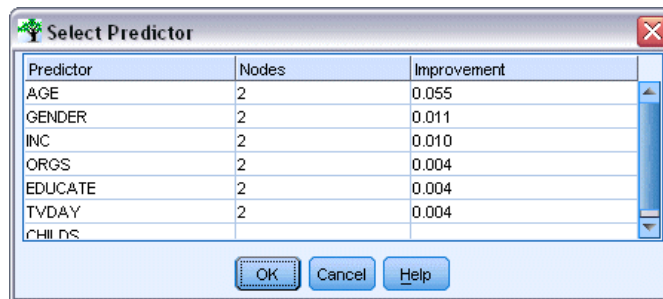 Select Predictor
Predictor Nodes Improvement
AGE 2 0.055
GENDER 2 0.011
INC 2 0.010
ORGS 2 0.004
EDUCATE 2 0.004
TVDAY 2 0.004
CHILDS
OK Cancel Help